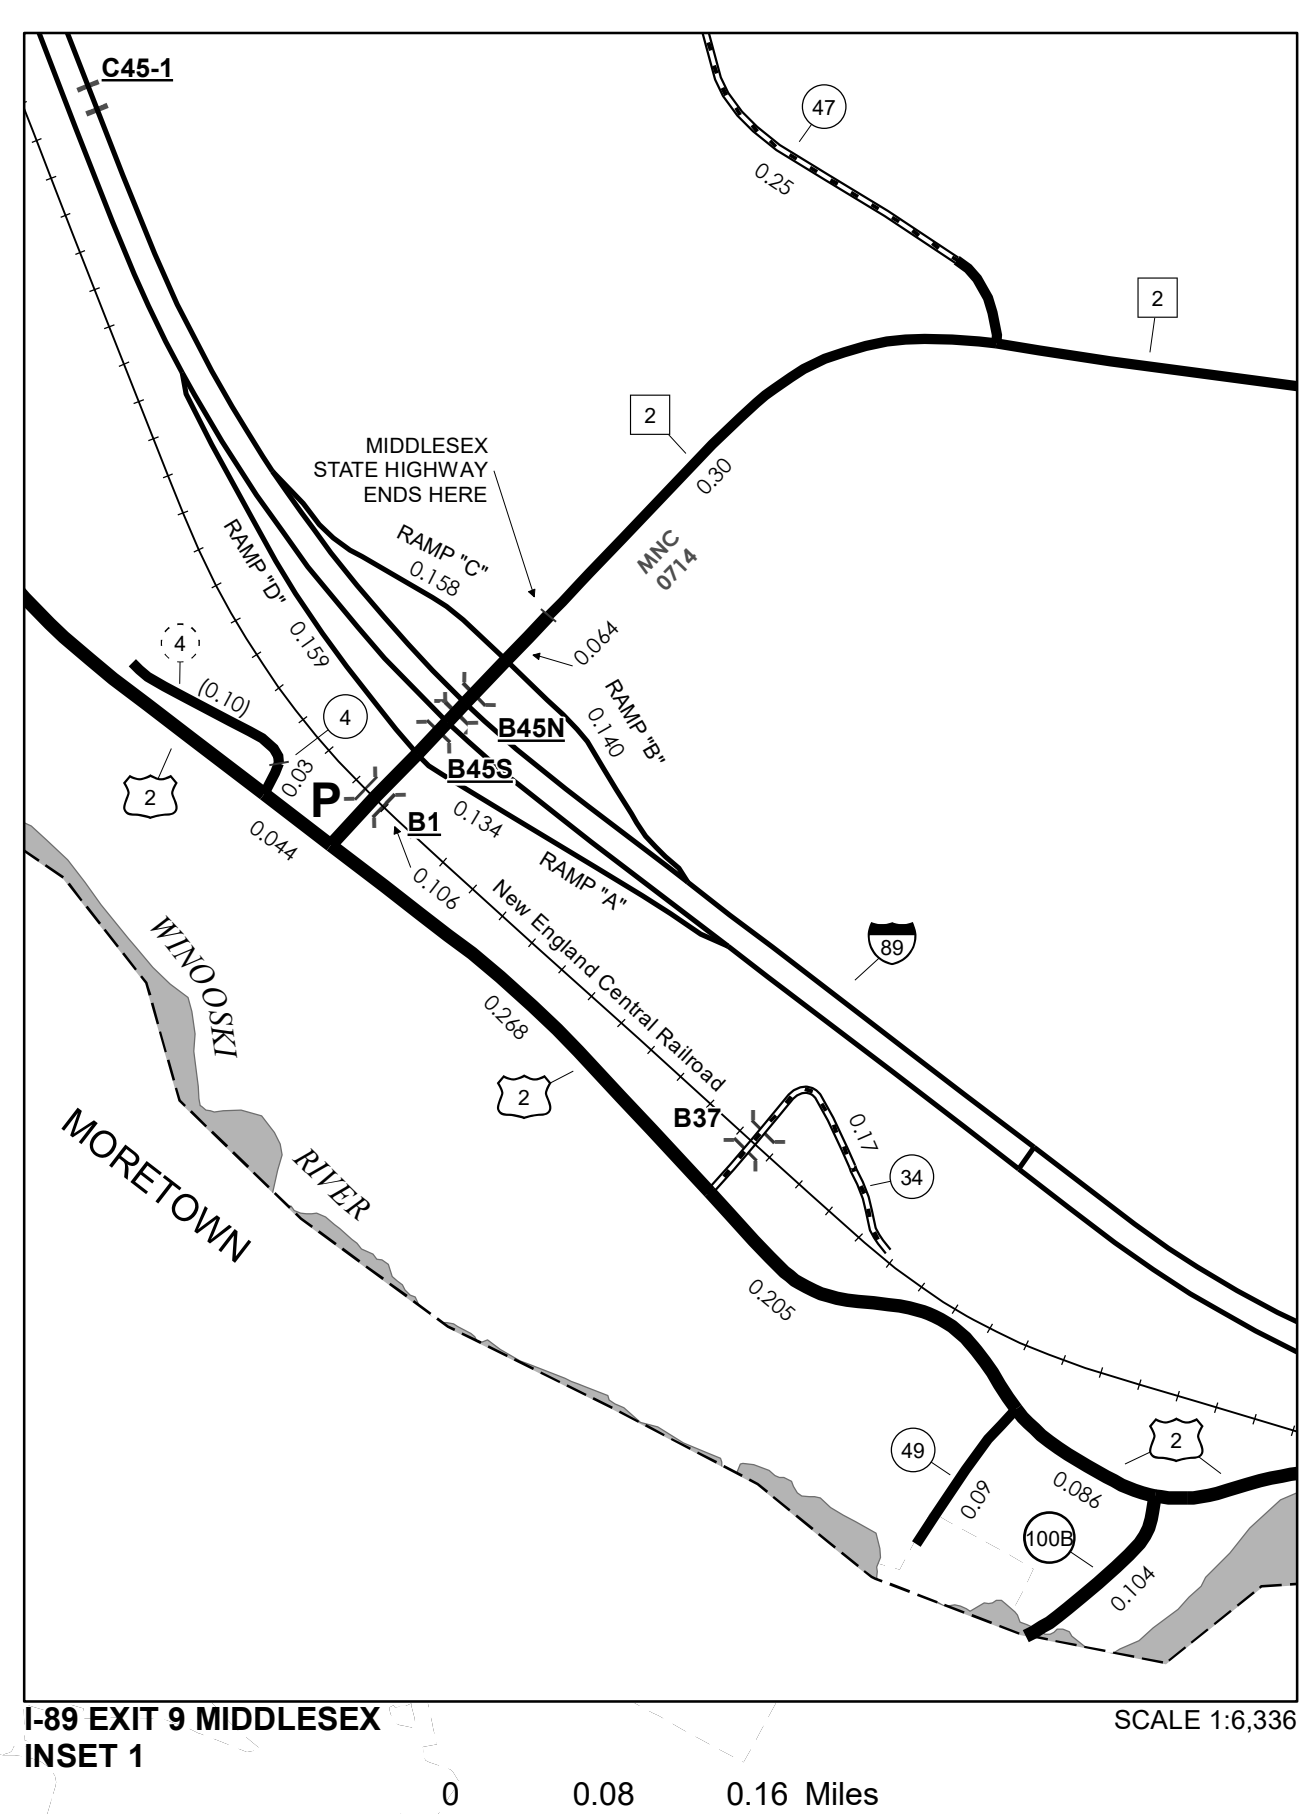 C45-1
47
0.25
2
2
MIDDLESEX
STATE HIGHWAY
ENDS HERE
0.30
RAMP "C"
0.158
MNC
0714
RAMP "D"
0.159
0.064
4
(0.10)
4
RAMP "B"
0.140
B45N
B45S
0.03
P
2
B1
0.134
0.044
RAMP "A"
0.106
New England Central Railroad
89
WINOOSKI
0.268
2
B37
0.17
34
MORETOWN
RIVER
0.205
49
2
0.09
0.086
100B
0.104
I-89 EXIT 9 MIDDLESEX
SCALE 1:6,336
INSET 1
0 0.08 0.16 Miles